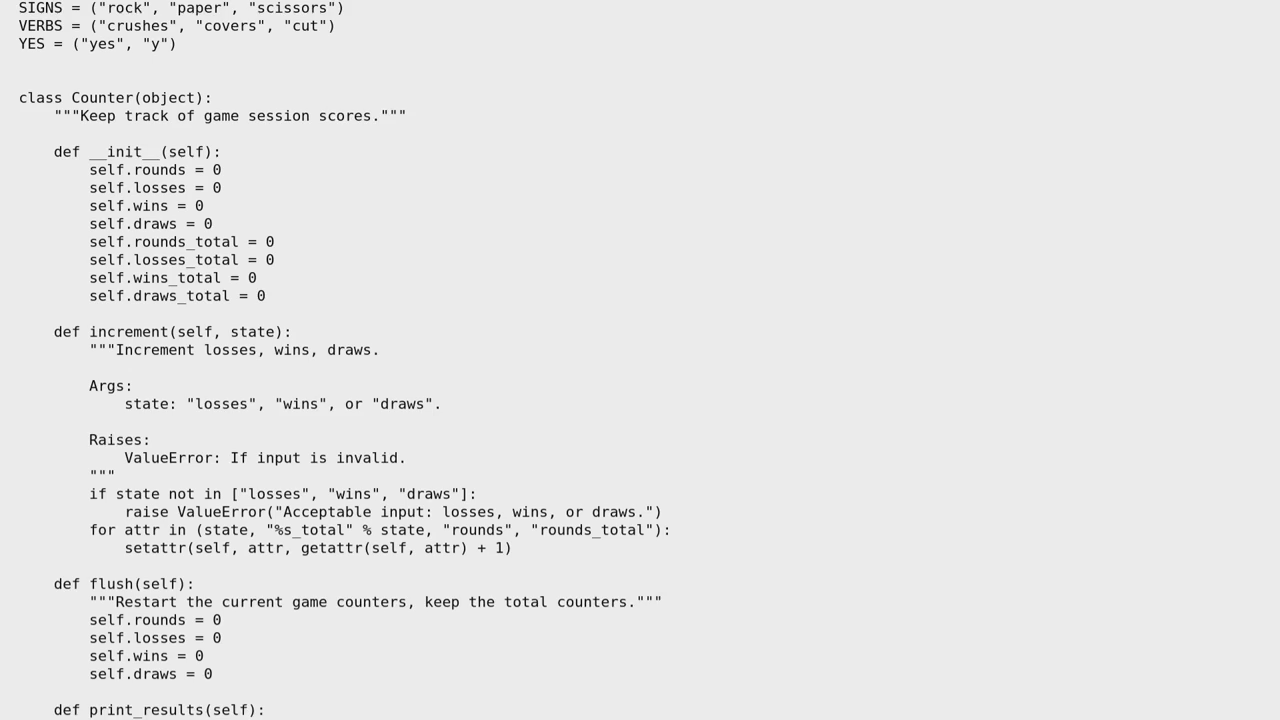 SIGNS = ("rock", "paper", "scissors")
VERBS = ("crushes", "covers", "cut")
YES = ("yes", "y")


class Counter(object):
    """Keep track of game session scores."""

    def __init__(self):
        self.rounds = 0
        self.losses = 0
        self.wins = 0
        self.draws = 0
        self.rounds_total = 0
        self.losses_total = 0
        self.wins_total = 0
        self.draws_total = 0

    def increment(self, state):
        """Increment losses, wins, draws.

        Args:
            state: "losses", "wins", or "draws".

        Raises:
            ValueError: If input is invalid.
        """
        if state not in ["losses", "wins", "draws"]:
            raise ValueError("Acceptable input: losses, wins, or draws.")
        for attr in (state, "%s_total" % state, "rounds", "rounds_total"):
            setattr(self, attr, getattr(self, attr) + 1)

    def flush(self):
        """Restart the current game counters, keep the total counters."""
        self.rounds = 0
        self.losses = 0
        self.wins = 0
        self.draws = 0

    def print_results(self):